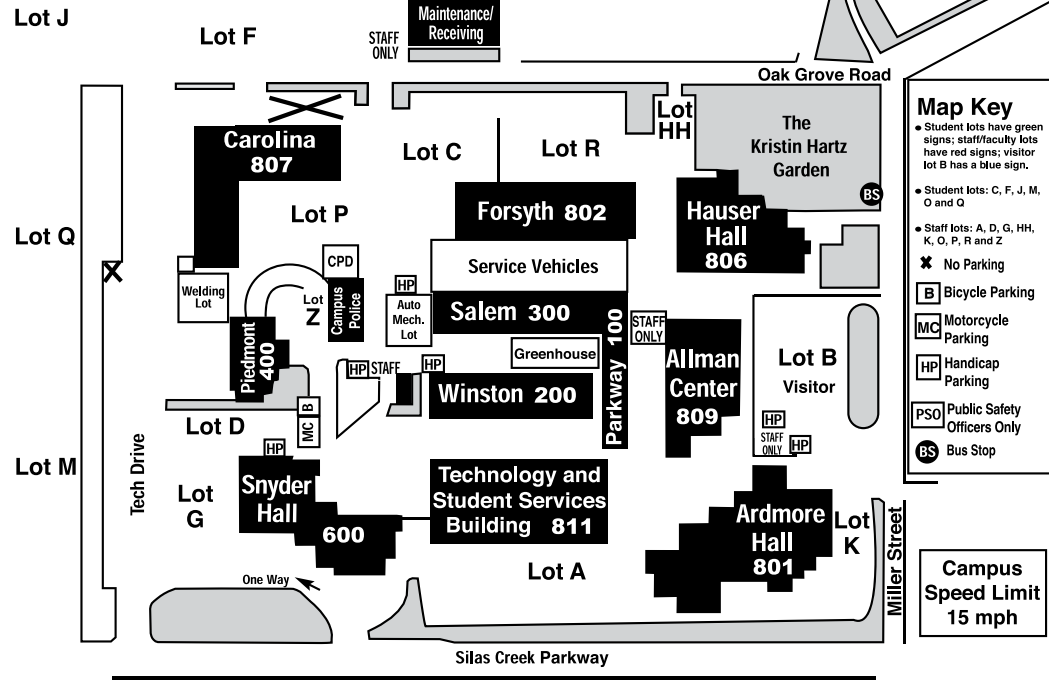 Lot J
Lot F
STAFF
ONLY
Maintenance/
Receiving
Oak Grove Road
Carolina
807
Lot C
Lot R
Lot
HH
The
Kristin Hartz
Garden
BS
Map Key
• Student lots have green
signs; staff/faculty lots
have red signs; visitor
lot B has a blue sign.
• Student lots: C, F, J, M,
O and Q
• Staff lots: A, D, G, HH,
K, O, P, R and Z
No Parking
B Bicycle Parking
MC Motorcycle
Parking
HP Handicap
Parking
PSO Public Safety
Officers Only
BS Bus Stop
Lot P
Forsyth 802
Hauser
Hall
806
Lot Q
Service Vehicles
CPD
Welding
Lot
Lot
Z
Campus
Police
HP
Auto
Mech.
Lot
Salem 300
Parkway 100
STAFF
ONLY
Greenhouse
Piedmont
400
HP STAFF
HP
Winston 200
Allman
Center
809
Lot B
Visitor
HP
STAFF
ONLY
HP
B
MC
Lot D
HP
Lot M
Tech Drive
Lot
G
Snyder
Hall
600
Technology and
Student Services
Building 811
Ardmore
Hall
801
Lot
K
Miller Street
Lot A
One Way
Campus
Speed Limit
15 mph
Silas Creek Parkway